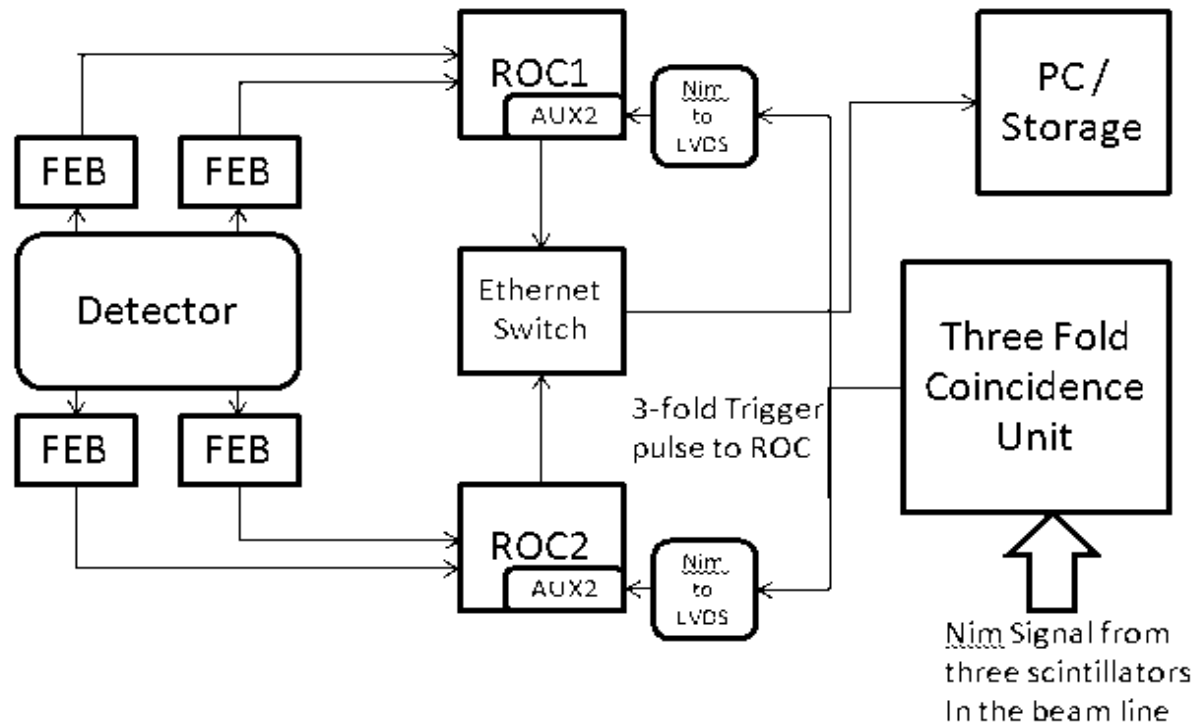 ROC1
AUX2
Nim
to
LVDS
PC /
Storage
FEB
FEB
Detector
Ethernet
Switch
Three Fold
Coincidence
Unit
3-fold Trigger
pulse to ROC
FEB
FEB
ROC2
AUX2
Nim
to
LVDS
Nim Signal from
three scintillators
In the beam line